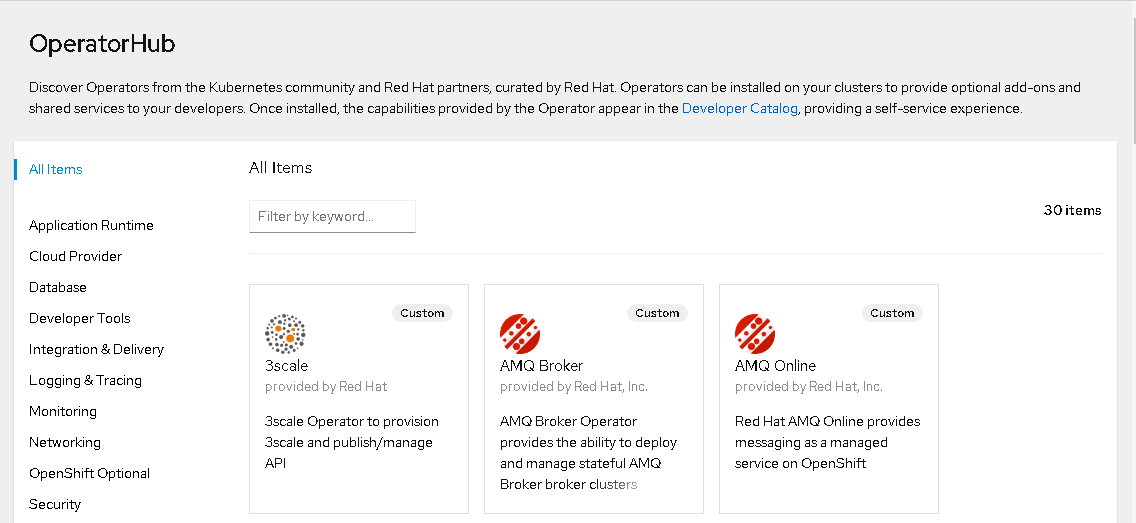 OperatorHub
Discover Operators from the Kubernetes community and Red Hat partners, curated by Red Hat. Operators can be installed on your clusters to provide optional add-ons and
shared services to your developers. Once installed, the capabilities provided by the Operator appear in the Developer Catalog, providing a self-service experience.
All Items
Application Runtime
Cloud Provider
Database
Developer Tools
Integration & Delivery
Logging & Tracing
Monitoring
Networking
OpenShift Optional
Security
All Items
Filter by keyword...
30 items
Custom
3scale
provided by Red Hat
3scale Operator to provision
3scale and publish/manage
API
Custom
AMQ Broker
provided by Red Hat, Inc.
AMQ Broker Operator
provides the ability to deploy
and manage stateful AMQ
Broker broker clusters
Custom
AMQ Online
provided by Red Hat, Inc.
Red Hat AMQ Online provides
messaging as a managed
service on OpenShift